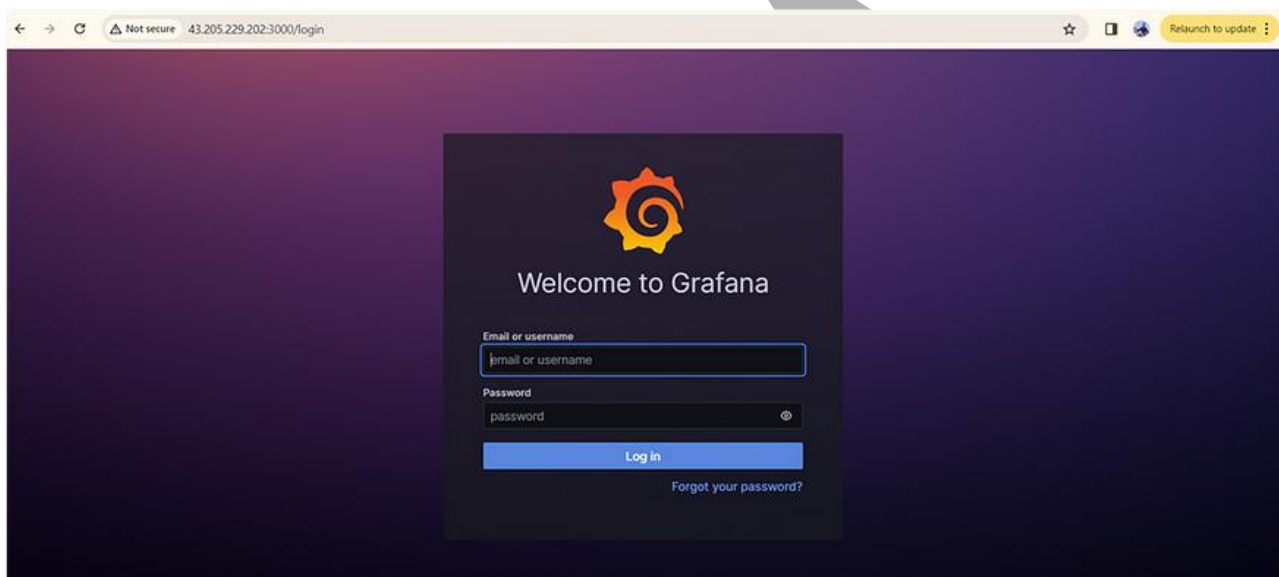 Not secure 43.205.229.202:3000/login Relaunch to update
Welcome to Grafana
Email or username
email or username
Password
password
Log in
Forgot your password?